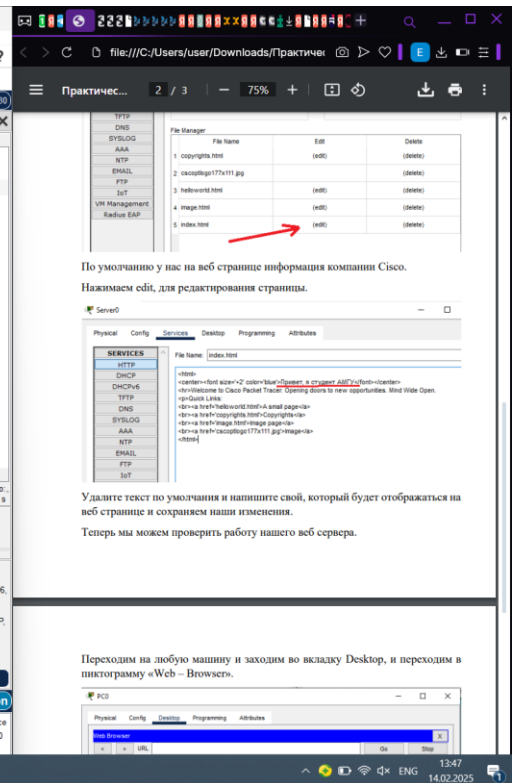 file:///C:/Users/user/Downloads/Практичес
E
Практичес...
2 / 3
75%
TFTP
DNS
SYSLOG
AAA
NTP
EMAIL
FTP
IoT
VM Management
Radius EAP
File Manager
File Name Edit Delete
1 copyrights.html (edit) (delete)
2 cscoptlogo177x111.jpg (delete)
3 helloworld.html (edit) (delete)
4 image.html (edit) (delete)
5 index.html (edit) (delete)
По умолчанию у нас на веб странице информация компании Cisco.
Нажимаем edit, для редактирования страницы.
Server0
Physical Config Services Desktop Programming Attributes
SERVICES
HTTP
DHCP
DHCPv6
TFTP
DNS
SYSLOG
AAA
NTP
EMAIL
FTP
IoT
File Name: index.html
<html>
<center><font size='+2' color='blue'>Привет, я студент АМПУ</font></center>
<hr>Welcome to Cisco Packet Tracer. Opening doors to new opportunities. Mind Wide Open.
<p>Quick Links:
<br><a href='helloworld.html'>A small page</a>
<br><a href='copyrights.html'>Copyrights</a>
<br><a href='image.html'>Image page</a>
<br><a href='cscoptlogo177x111.jpg'>Image</a>
</html>
Удалите текст по умолчания и напишите свой, который будет отображаться на
веб странице и сохраняем наши изменения.
Теперь мы можем проверить работу нашего веб сервера.
Переходим на любую машину и заходим во вкладку Desktop, и переходим в
пиктограмму «Web – Browser».
PC0
Physical Config Desktop Programming Attributes
Web Browser X
< > URL Go Stop
ENG
13:47
14.02.2025